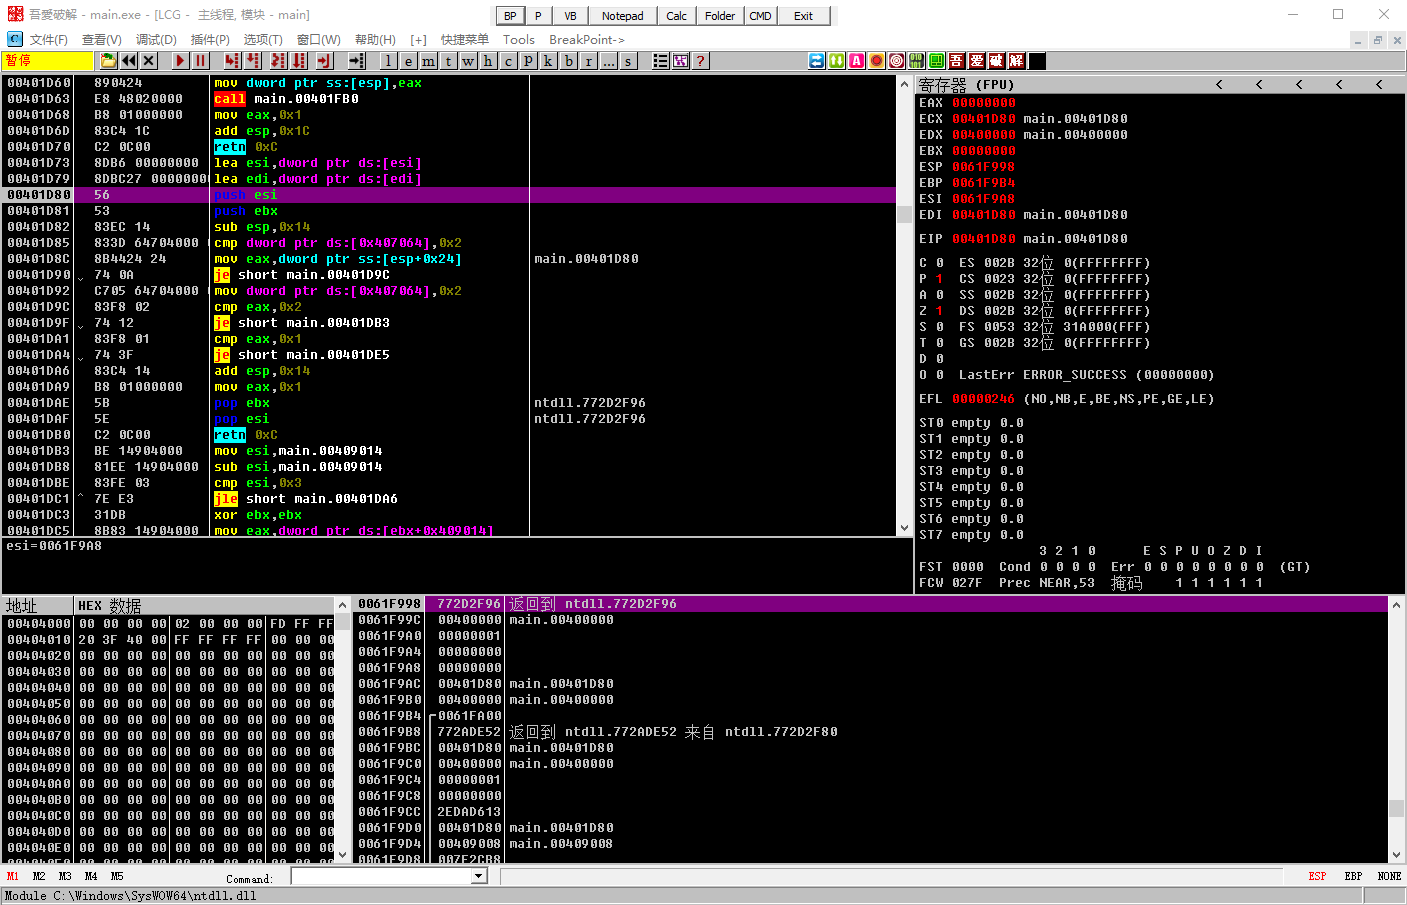 吾愛破解 - main.exe - [LCG - 主线程, 模块 - main]
BP P VB Notepad Calc Folder CMD Exit
文件(F) 查看(V) 调试(D) 插件(P) 选项(T) 窗口(W) 帮助(H) [+] 快捷菜单 Tools BreakPoint->
暂停 l e m t w h c p k b r ... s ? A 吾 爱 破 解
00401D60 890424 mov dword ptr ss:[esp],eax
00401D63 E8 48020000 call main.00401FB0
00401D68 B8 01000000 mov eax,0x1
00401D6D 83C4 1C add esp,0x1C
00401D70 C2 0C00 retn 0xC
00401D73 8DB6 00000000 lea esi,dword ptr ds:[esi]
00401D79 8DBC27 0000000 lea edi,dword ptr ds:[edi]
00401D80 56 push esi
00401D81 53 push ebx
00401D82 83EC 14 sub esp,0x14
00401D85 833D 64704000 cmp dword ptr ds:[0x407064],0x2
00401D8C 8B4424 24 mov eax,dword ptr ss:[esp+0x24] main.00401D80
00401D90 74 0A je short main.00401D9C
00401D92 C705 64704000 mov dword ptr ds:[0x407064],0x2
00401D9C 83F8 02 cmp eax,0x2
00401D9F 74 12 je short main.00401DB3
00401DA1 83F8 01 cmp eax,0x1
00401DA4 74 3F je short main.00401DE5
00401DA6 83C4 14 add esp,0x14
00401DA9 B8 01000000 mov eax,0x1
00401DAE 5B pop ebx ntdll.772D2F96
00401DAF 5E pop esi ntdll.772D2F96
00401DB0 C2 0C00 retn 0xC
00401DB3 BE 14904000 mov esi,main.00409014
00401DB8 81EE 14904000 sub esi,main.00409014
00401DBE 83FE 03 cmp esi,0x3
00401DC1 ^ 7E E3 jle short main.00401DA6
00401DC3 31DB xor ebx,ebx
00401DC5 8B83 14904000 mov eax,dword ptr ds:[ebx+0x409014]
esi=0061F9A8
寄存器 (FPU) < < < < <
EAX 00000000
ECX 00401D80 main.00401D80
EDX 00400000 main.00400000
EBX 00000000
ESP 0061F998
EBP 0061F9B4
ESI 0061F9A8
EDI 00401D80 main.00401D80
EIP 00401D80 main.00401D80
C 0 ES 002B 32位 0(FFFFFFFF)
P 1 CS 0023 32位 0(FFFFFFFF)
A 0 SS 002B 32位 0(FFFFFFFF)
Z 1 DS 002B 32位 0(FFFFFFFF)
S 0 FS 0053 32位 31A000(FFF)
T 0 GS 002B 32位 0(FFFFFFFF)
D 0
O 0 LastErr ERROR_SUCCESS (00000000)
EFL 00000246 (NO,NB,E,BE,NS,PE,GE,LE)
ST0 empty 0.0
ST1 empty 0.0
ST2 empty 0.0
ST3 empty 0.0
ST4 empty 0.0
ST5 empty 0.0
ST6 empty 0.0
ST7 empty 0.0
3 2 1 0 E S P U O Z D I
FST 0000 Cond 0 0 0 0 Err 0 0 0 0 0 0 0 0 (GT)
FCW 027F Prec NEAR,53 掩码 1 1 1 1 1 1
地址 HEX 数据
00404000 00 00 00 00 02 00 00 00 FD FF FF
00404010 20 3F 40 00 FF FF FF FF 00 00 00
00404020 00 00 00 00 00 00 00 00 00 00 00
00404030 00 00 00 00 00 00 00 00 00 00 00
00404040 00 00 00 00 00 00 00 00 00 00 00
00404050 00 00 00 00 00 00 00 00 00 00 00
00404060 00 00 00 00 00 00 00 00 00 00 00
00404070 00 00 00 00 00 00 00 00 00 00 00
00404080 00 00 00 00 00 00 00 00 00 00 00
00404090 00 00 00 00 00 00 00 00 00 00 00
004040A0 00 00 00 00 00 00 00 00 00 00 00
004040B0 00 00 00 00 00 00 00 00 00 00 00
004040C0 00 00 00 00 00 00 00 00 00 00 00
004040D0 00 00 00 00 00 00 00 00 00 00 00
004040E0 00 00 00 00 00 00 00 00 00 00 00
0061F998 772D2F96 返回到 ntdll.772D2F96
0061F99C 00400000 main.00400000
0061F9A0 00000001
0061F9A4 00000000
0061F9A8 00000000
0061F9AC 00401D80 main.00401D80
0061F9B0 00400000 main.00400000
0061F9B4 0061FA00
0061F9B8 772ADE52 返回到 ntdll.772ADE52 来自 ntdll.772D2F80
0061F9BC 00401D80 main.00401D80
0061F9C0 00400000 main.00400000
0061F9C4 00000001
0061F9C8 00000000
0061F9CC 2EDAD613
0061F9D0 00401D80 main.00401D80
0061F9D4 00409008 main.00409008
0061F9D8 007E2CB8
M1 M2 M3 M4 M5 Command: ESP EBP NONE
Module C:\Windows\SysWOW64\ntdll.dll